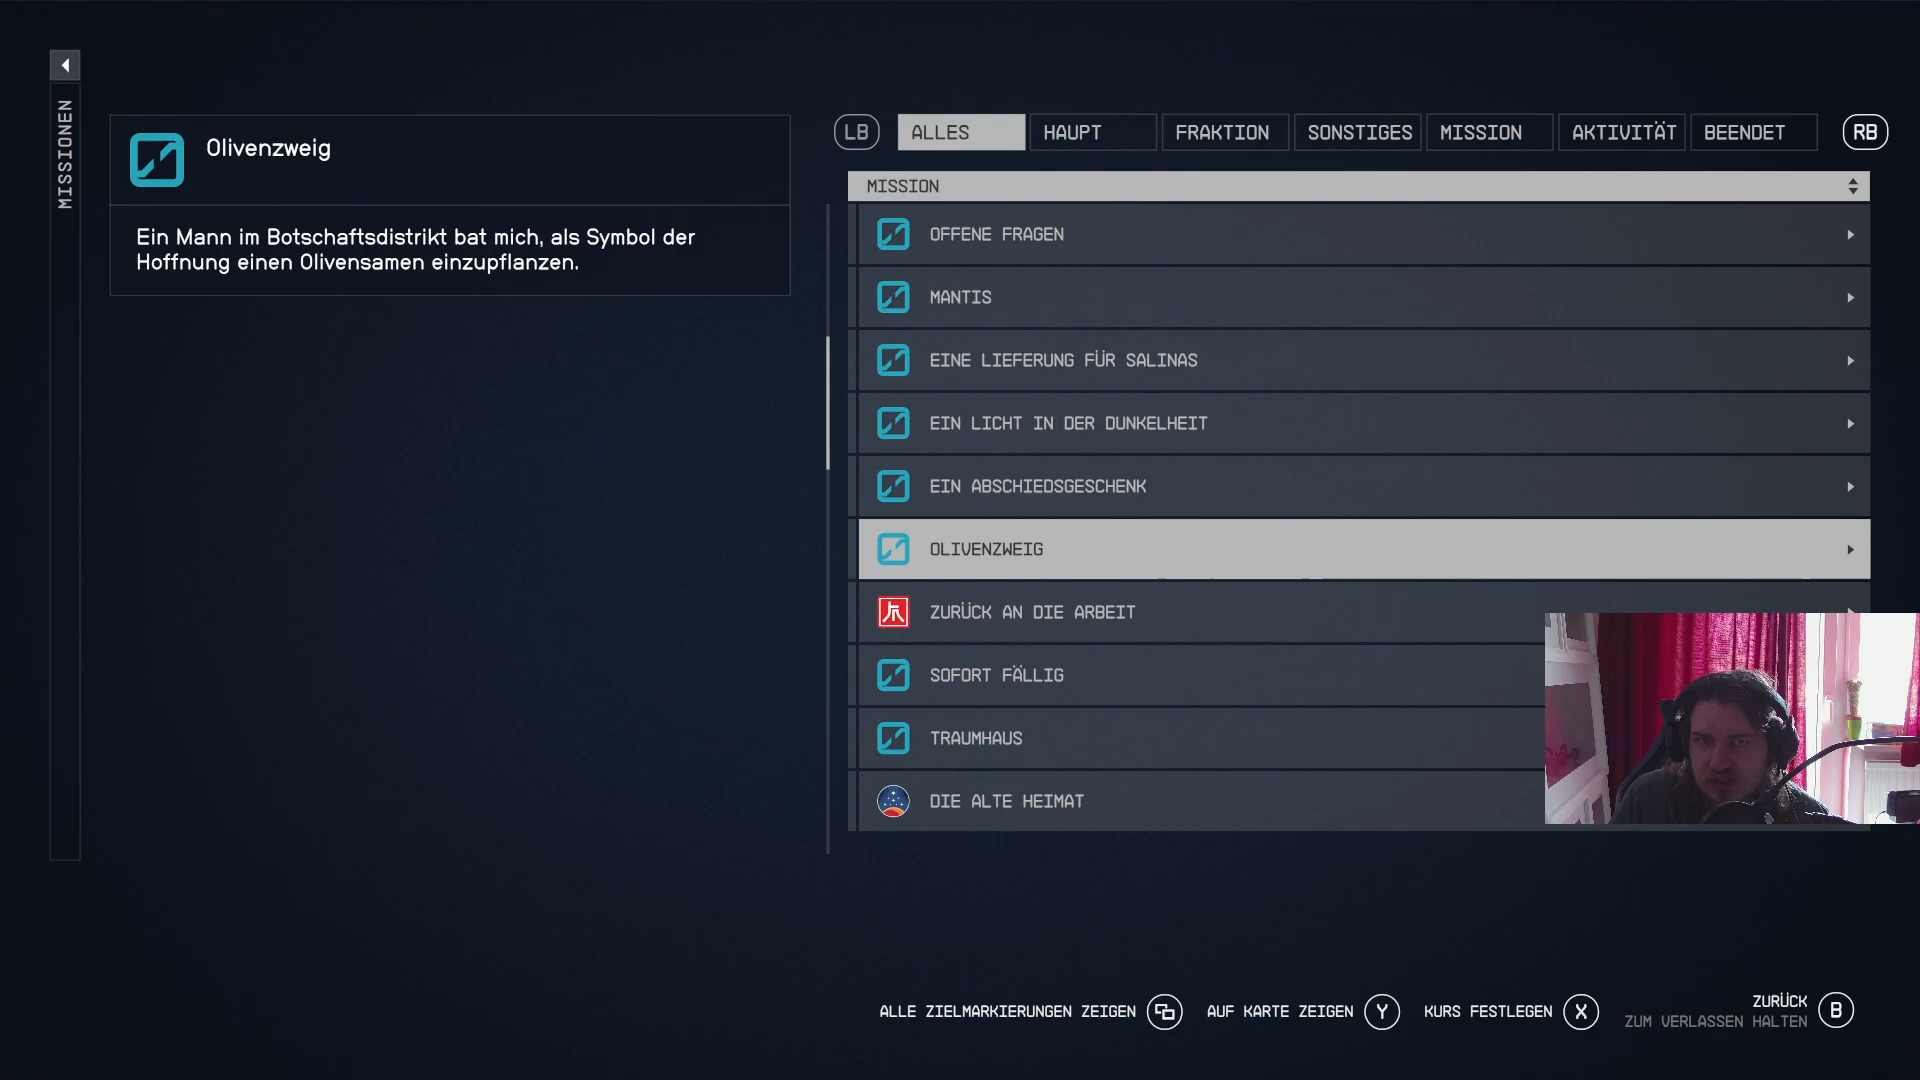 MISSIONEN
Olivenzweig
Ein Mann im Botschaftsdistrikt bat mich, als Symbol der
Hoffnung einen Olivensamen einzupflanzen.
LB ALLES HAUPT FRAKTION SONSTIGES MISSION AKTIVITÄT BEENDET RB
MISSION
OFFENE FRAGEN
MANTIS
EINE LIEFERUNG FÜR SALINAS
EIN LICHT IN DER DUNKELHEIT
EIN ABSCHIEDSGESCHENK
OLIVENZWEIG
ZURÜCK AN DIE ARBEIT
SOFORT FÄLLIG
TRAUMHAUS
DIE ALTE HEIMAT
ALLE ZIELMARKIERUNGEN ZEIGEN AUF KARTE ZEIGEN Y KURS FESTLEGEN X ZURÜCK B
ZUM VERLASSEN HALTEN